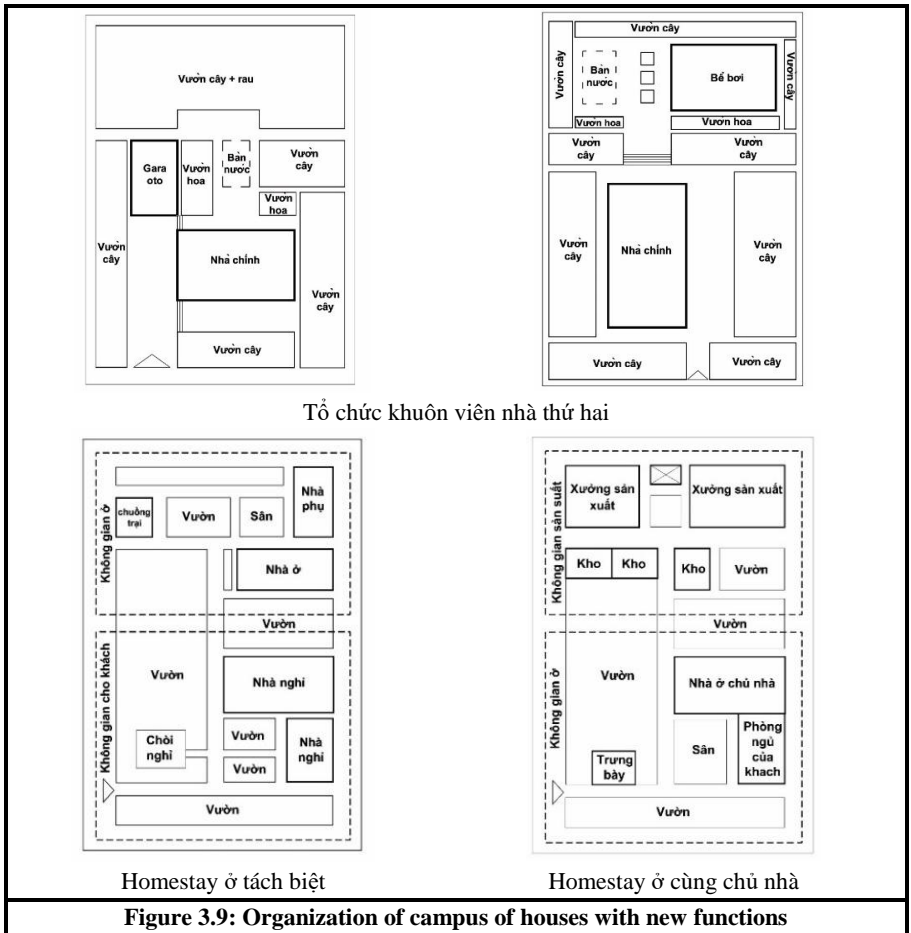 Vườn cây + rau
Gara
oto
Vườn
hoa
Bản
nước
Vườn
cây
Vườn
hoa
Vườn
cây
Nhà chính
Vườn
cây
Vườn cây
Vườn cây
Vườn cây
Bản
nước
Bể bơi
Vườn cây
Vườn hoa
Vườn hoa
Vườn
cây
Vườn
cây
Vườn
cây
Nhà chính
Vườn
cây
Vườn cây
Vườn cây
Tổ chức khuôn viên nhà thứ hai
Không gian ở
Nhà
phụ
chuồng
trại
Vườn
Sân
Nhà ở
Vườn
Không gian cho khách
Vườn
Nhà nghỉ
Chòi
nghỉ
Vườn
Vườn
Nhà
nghỉ
Vườn
Không gian sản suất
Xưởng sản
xuất
Xưởng sản xuất
Kho
Kho
Kho
Vườn
Vườn
Không gian ở
Vườn
Nhà ở chủ nhà
Trưng
bày
Sân
Phòng
ngủ
của
khach
Vườn
Homestay ở tách biệt
Homestay ở cùng chủ nhà
Figure 3.9: Organization of campus of houses with new functions